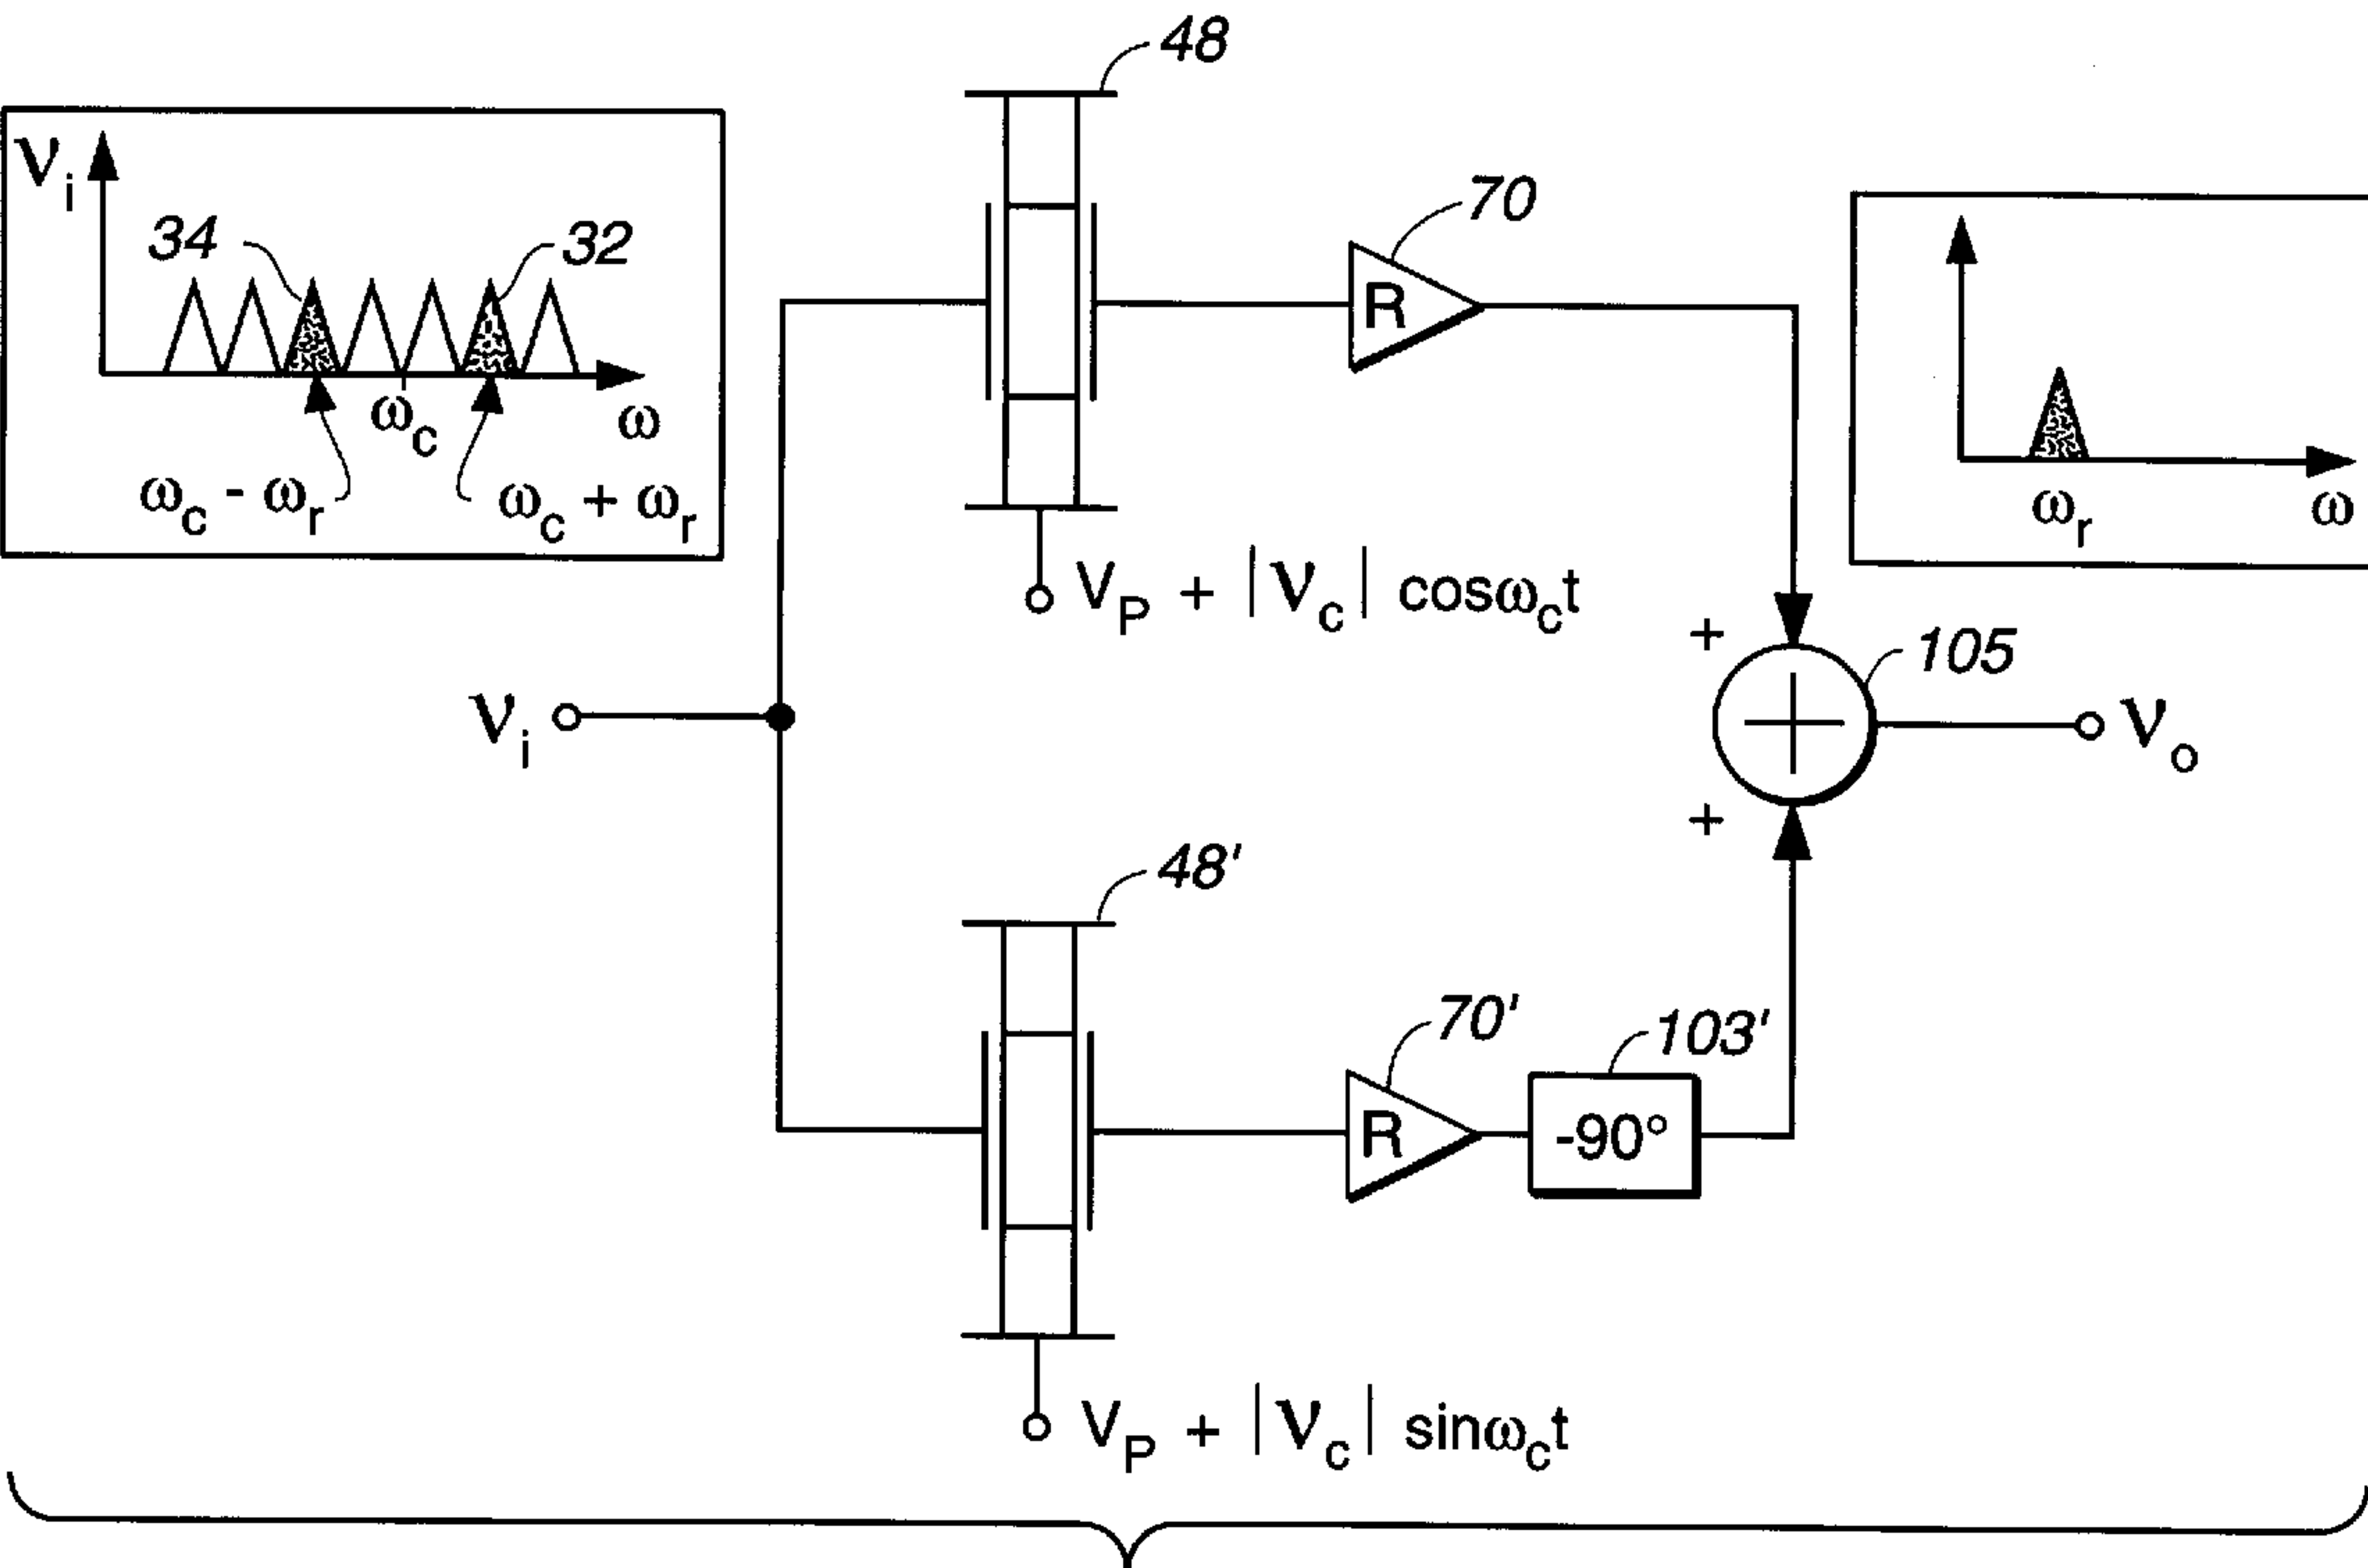 48
νi
34
32
70
R
ωc
ω
ωc - ωr
ωc + ωr
ωr
ω
VP + |νc| cosωct
+
105
νi
νo
+
48'
70'
103'
R
-90°
VP + |νc| sinωct